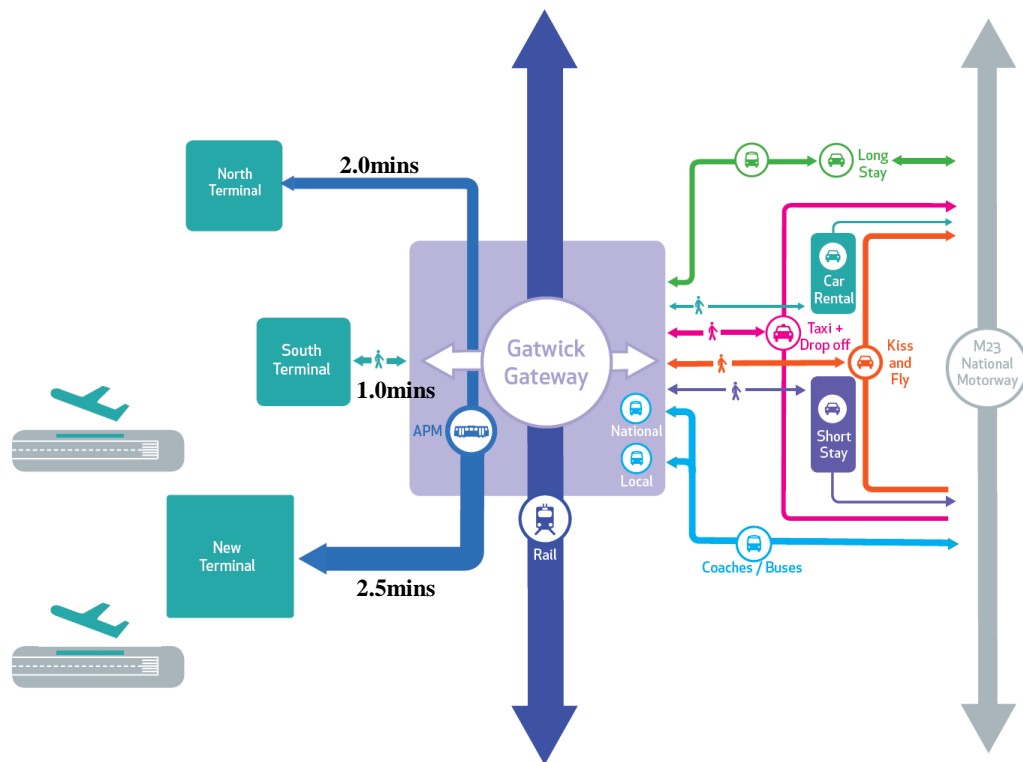 2.0mins
North
Terminal
Long
Stay
Car
Rental
South
Terminal
1.0mins
Gatwick
Gateway
Taxi +
Drop off
Kiss
and
Fly
M23
National
Motorway
APM
National
Local
Short
Stay
New
Terminal
2.5mins
Rail
Coaches / Buses